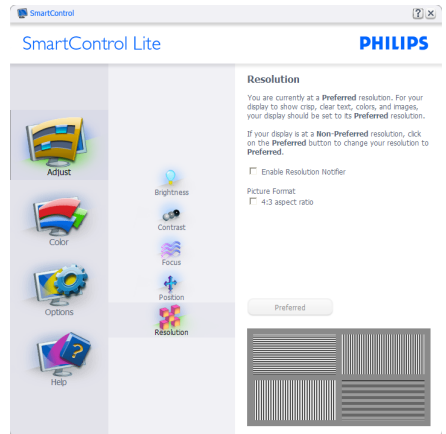 SmartControl
SmartControl Lite
PHILIPS
Adjust
Color
Options
Help
Brightness
Contrast
Focus
Position
Resolution
Resolution
You are currently at a Preferred resolution. For your
display to show crisp, clear text, colors, and images,
your display should be set to its Preferred resolution.
If your display is at a Non-Preferred resolution, click
on the Preferred button to change your resolution to
Preferred.
Enable Resolution Notifier
Picture Format
4:3 aspect ratio
Preferred